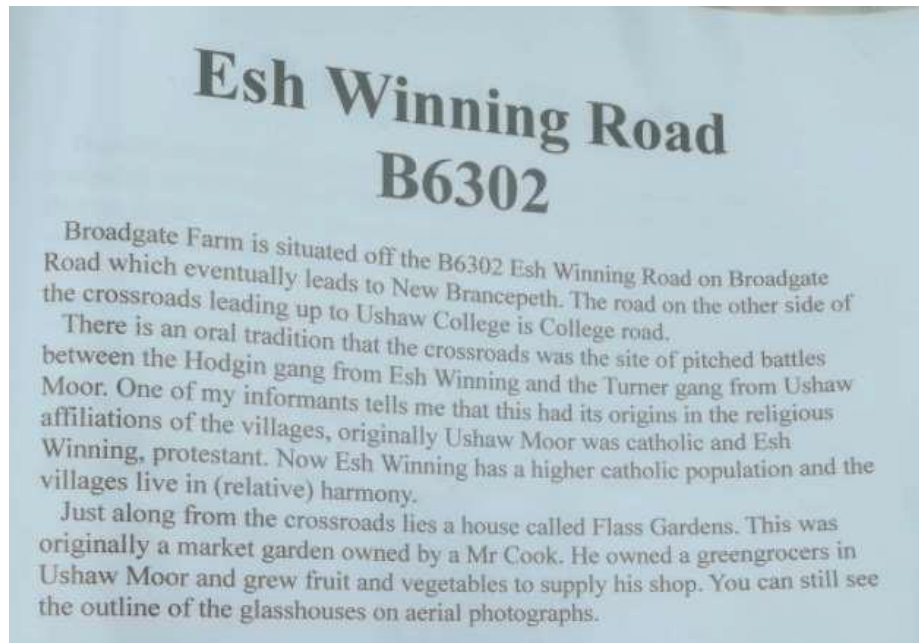 Esh Winning Road
B6302
Broadgate Farm is situated off the B6302 Esh Winning Road on Broadgate
Road which eventually leads to New Brancepeth. The road on the other side of
the crossroads leading up to Ushaw College is College road.
There is an oral tradition that the crossroads was the site of pitched battles
between the Hodgin gang from Esh Winning and the Turner gang from Ushaw
Moor. One of my informants tells me that this had its origins in the religious
affiliations of the villages, originally Ushaw Moor was catholic and Esh
Winning, protestant. Now Esh Winning has a higher catholic population and the
villages live in (relative) harmony.
Just along from the crossroads lies a house called Flass Gardens. This was
originally a market garden owned by a Mr Cook. He owned a greengrocers in
Ushaw Moor and grew fruit and vegetables to supply his shop. You can still see
the outline of the glasshouses on aerial photographs.